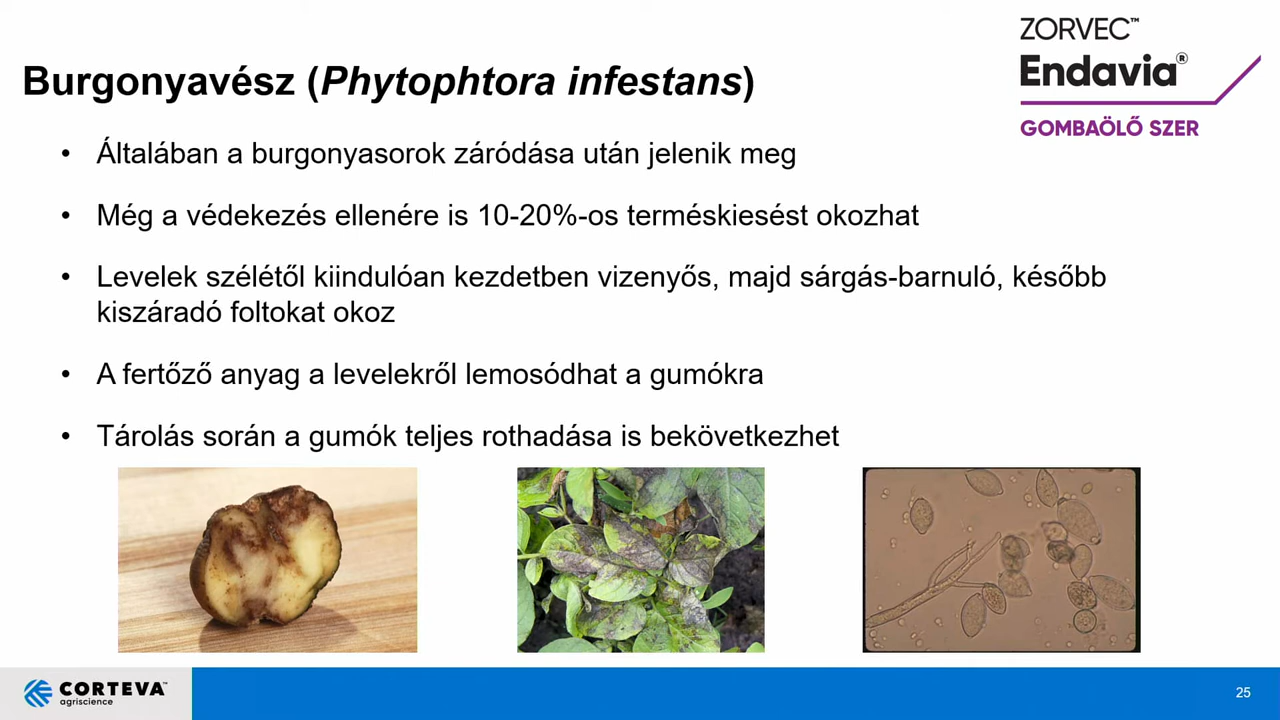 ZORVEC™
Endavia®
GOMBAÖLŐ SZER
Burgonyavész (Phytophtora infestans)
• Általában a burgonyasorok záródása után jelenik meg
• Még a védekezés ellenére is 10-20%-os terméskiesést okozhat
• Levelek szélétől kiindulóan kezdetben vizenyős, majd sárgás-barnuló, később
kiszáradó foltokat okoz
• A fertőző anyag a levelekről lemosódhat a gumókra
• Tárolás során a gumók teljes rothadása is bekövetkezhet
CORTEVA™
agriscience
25